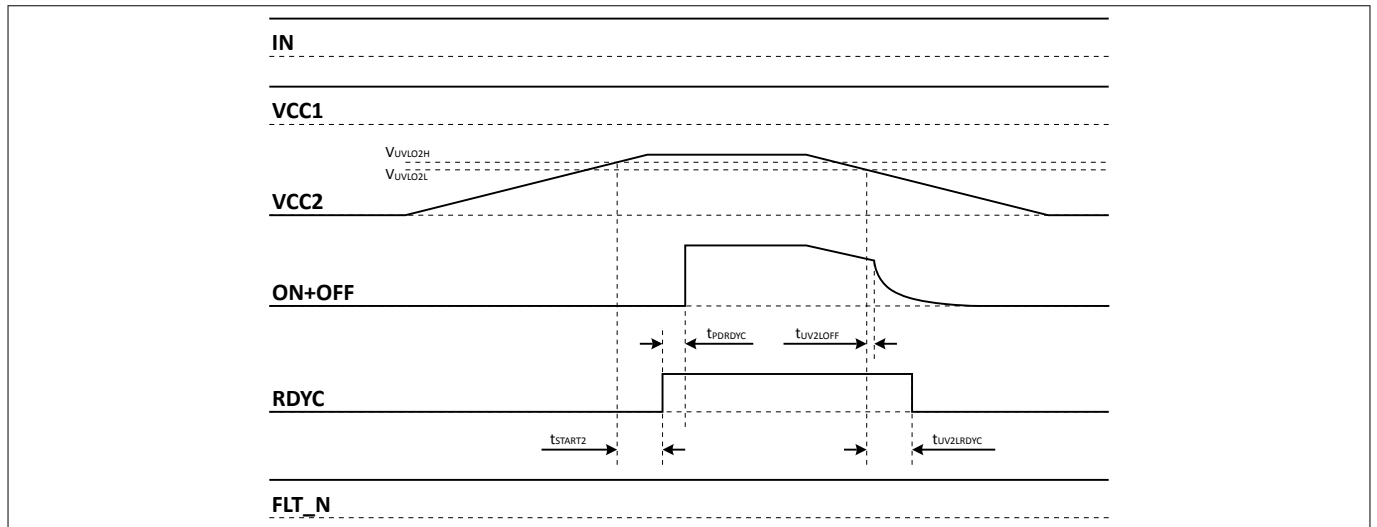 IN
VCC1
VUVLO2H
VUVLO2L
VCC2
ON+OFF
tPDRDYC
tUV2LOFF
RDYC
tSTART2
tUV2LRDYC
FLT_N